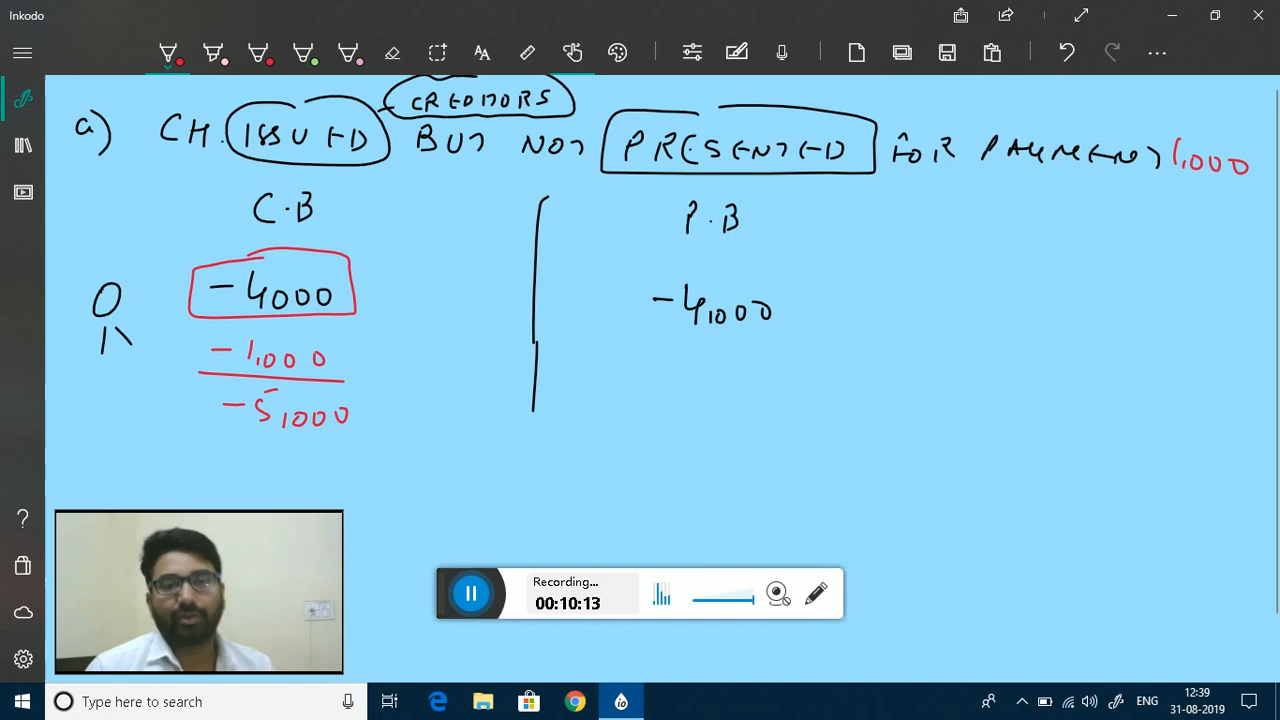 Inkodo
CREDITORS
a) CH. ISSUED BUT NOT PRESENTED FOR PAYMENT 1,000
C.B
P.B
-4000
-4,000
-1,000
-5,000
Recording...
00:10:13
Type here to search
ENG
12:39
31-08-2019